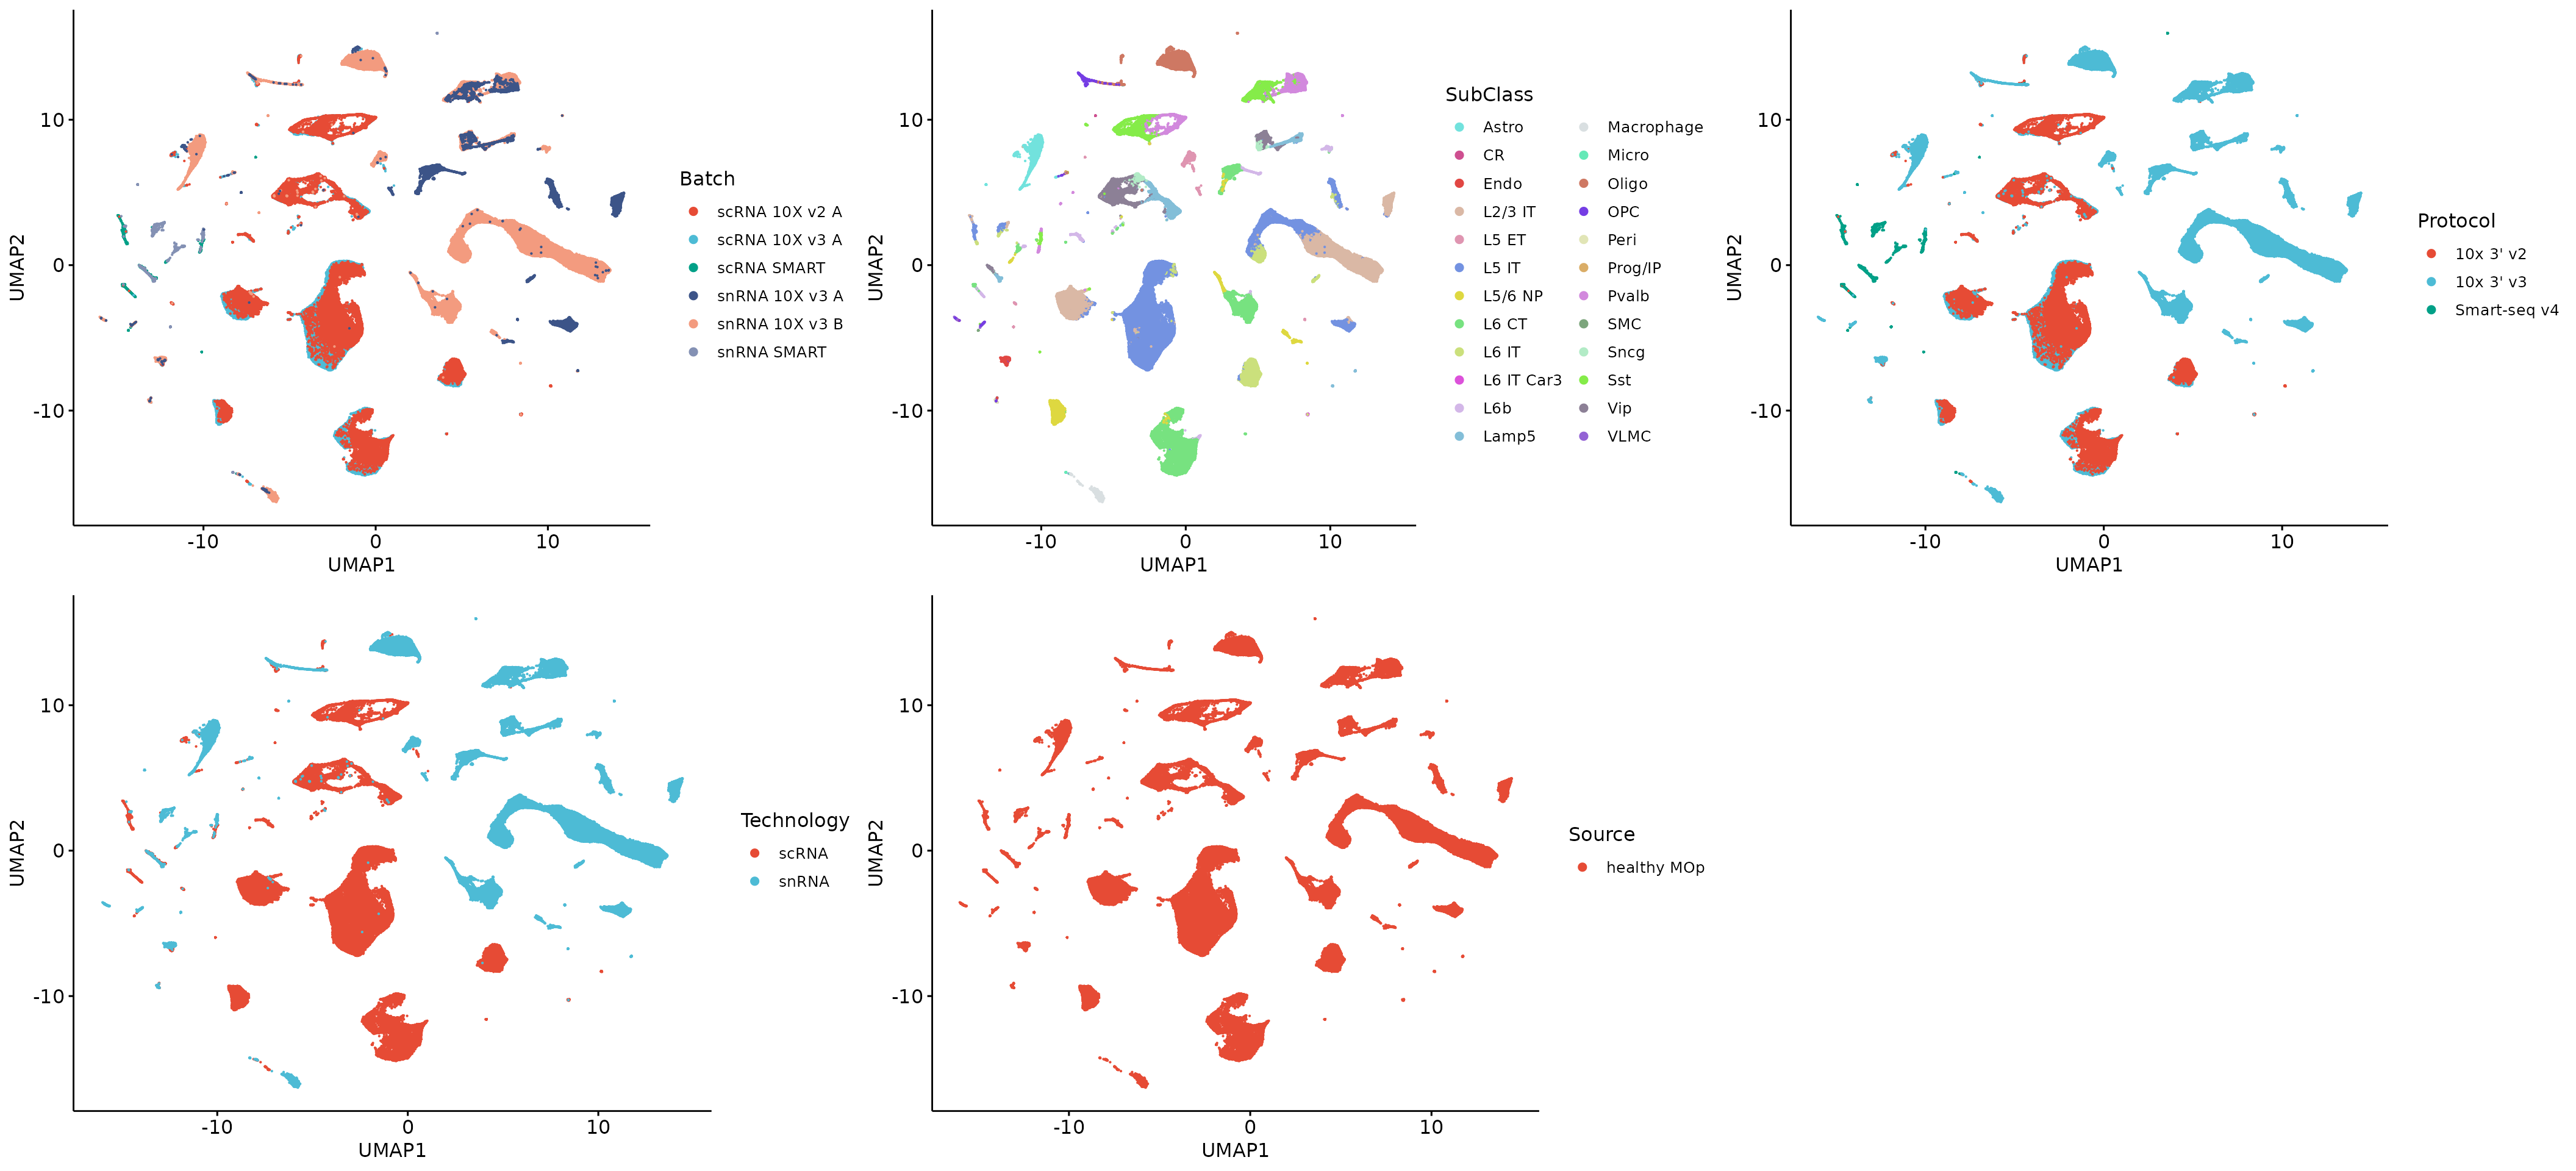 10
0
-10
UMAP2
-10
0
10
UMAP1
Batch
scRNA 10X v2 A
scRNA 10X v3 A
scRNA SMART
snRNA 10X v3 A
snRNA 10X v3 B
snRNA SMART
10
0
-10
UMAP2
-10
0
10
UMAP1
SubClass
Astro
CR
Endo
L2/3 IT
L5 ET
L5 IT
L5/6 NP
L6 CT
L6 IT
L6 IT Car3
L6b
Lamp5
Macrophage
Micro
Oligo
OPC
Peri
Prog/IP
Pvalb
SMC
Sncg
Sst
Vip
VLMC
10
0
-10
UMAP2
-10
0
10
UMAP1
Protocol
10x 3' v2
10x 3' v3
Smart-seq v4
10
0
-10
UMAP2
-10
0
10
UMAP1
Technology
scRNA
snRNA
10
0
-10
UMAP2
-10
0
10
UMAP1
Source
healthy MOp